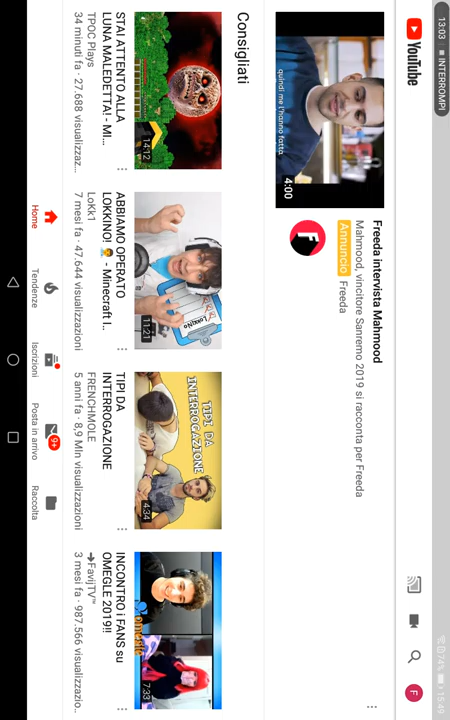 13:03 INTERROMPI
74% 15:49
YouTube
F
quindi me l'hanno fatta
4:00
F
Freeda intervista Mahmood
Mahmood, vincitore Sanremo 2019 si racconta per Freeda
Annuncio Freeda
Consigliati
14:12
STAI ATTENTO ALLA
LUNA MALEDETTA! - Mi...
TPOC Plays
34 minuti fa · 27.688 visualizzaz...
LOKKINO
11:21
ABBIAMO OPERATO
LOKKINO! - Minecraft I..
LoKk1
7 mesi fa · 47.644 visualizzazioni
TIPI DA
INTERROGAZIONE
4:34
TIPI DA
INTERROGAZIONE
FRENCHMOLE
5 anni fa · 8,9 Mln visualizzazioni
Omegle
7:33
INCONTRO i FANS su
OMEGLE 2019!!
FavijTV™
3 mesi fa · 987.566 visualizzazio..
Home
Tendenze
Iscrizioni
9+
Posta in arrivo
Raccolta